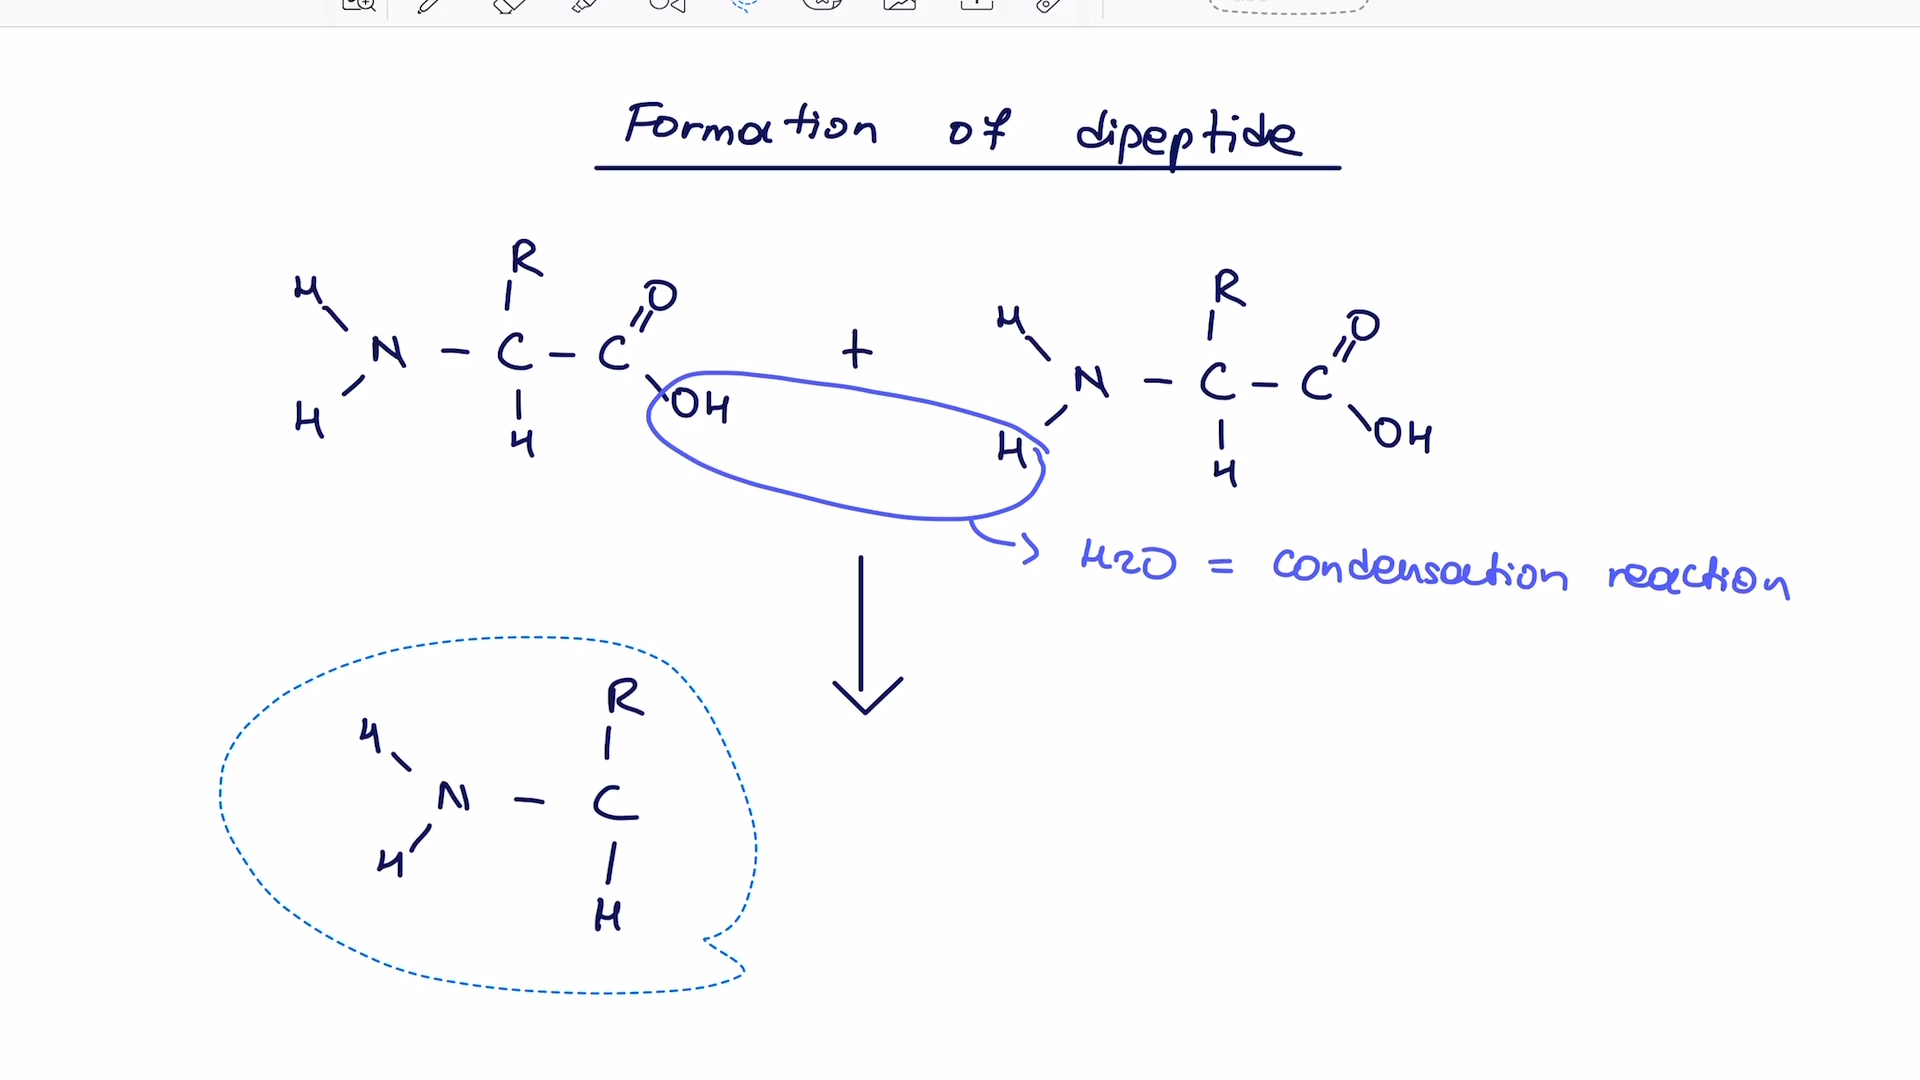 Formation of dipeptide
R
H O
N - C - C
H OH
H
+
R
H O
N - C - C
H OH
H
H2O = condensation reaction
R
H
N - C
H
H